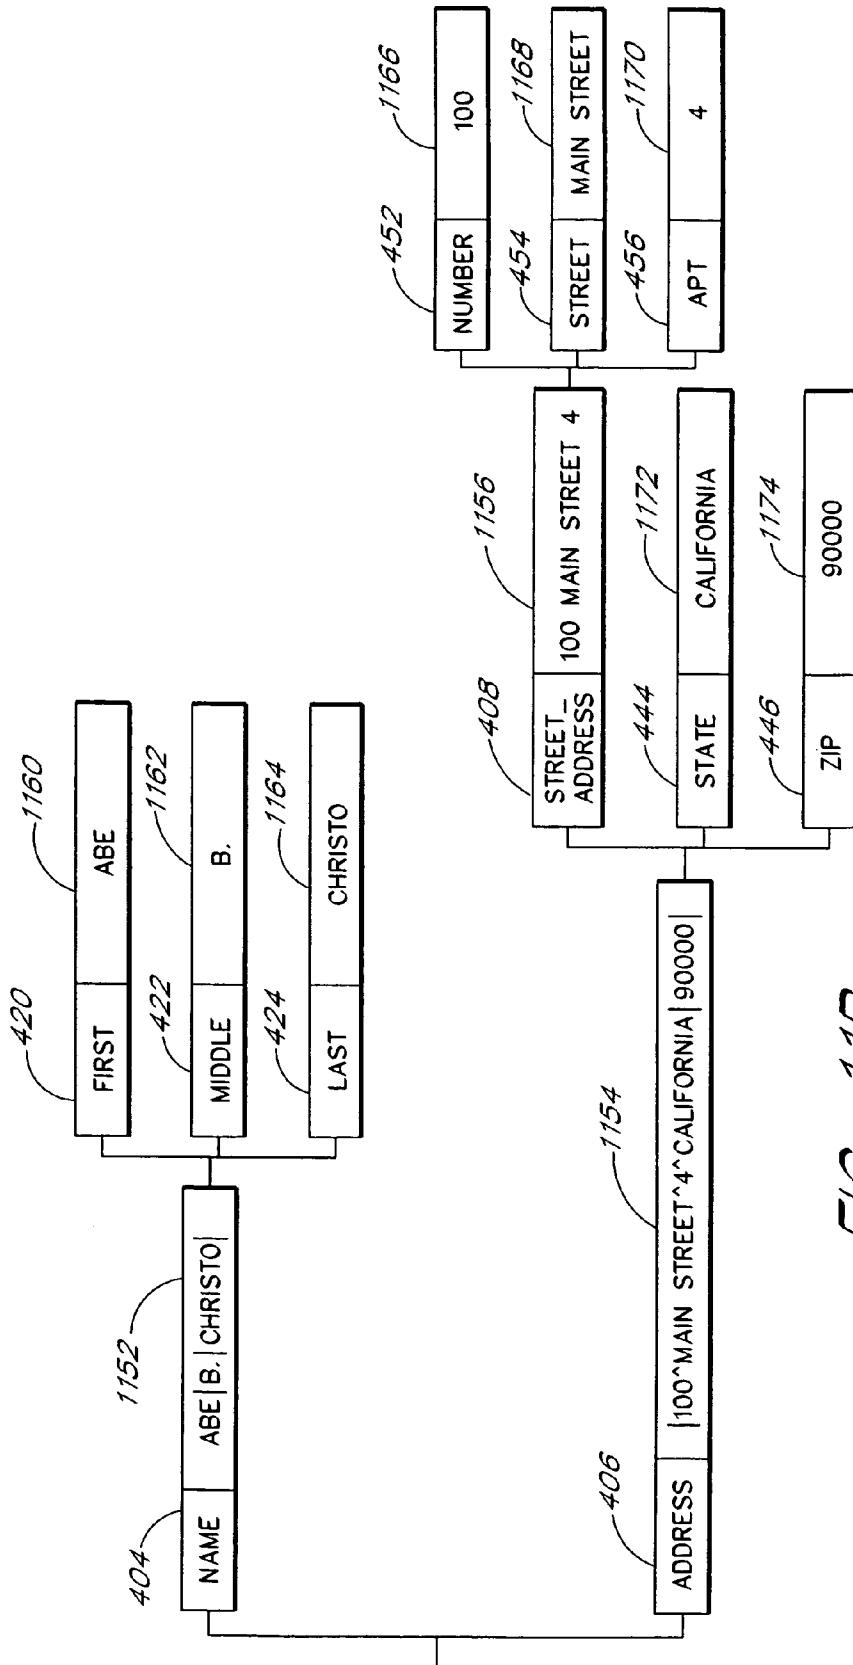 404
NAME
1152
ABE|B.|CHRISTO|
420
FIRST
1160
ABE
422
MIDDLE
1162
B.
424
LAST
1164
CHRISTO
406
ADDRESS
1154
|100^MAIN STREET^4^CALIFORNIA|90000|
408
STREET_
ADDRESS
1156
100 MAIN STREET 4
444
STATE
1172
CALIFORNIA
446
ZIP
1174
90000
452
NUMBER
1166
100
454
STREET
1168
MAIN STREET
456
APT
1170
4